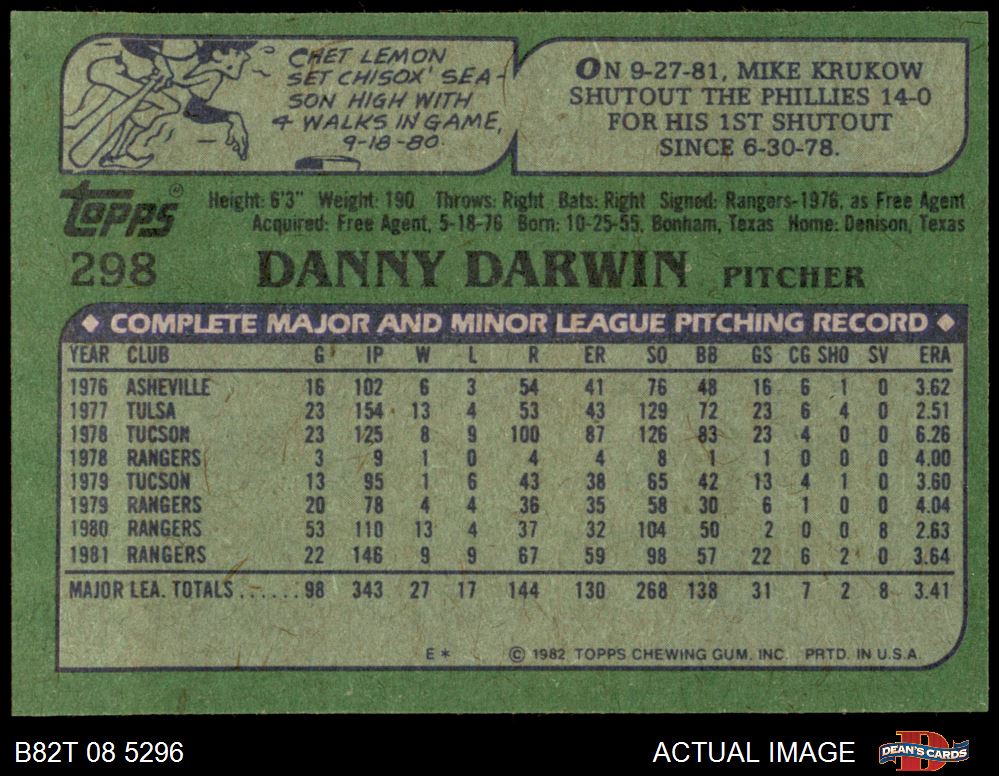 CHET LEMON
SET CHISOX' SEA-
SON HIGH WITH
4 WALKS IN GAME,
9-18-80.
ON 9-27-81, MIKE KRUKOW
SHUTOUT THE PHILLIES 14-0
FOR HIS 1ST SHUTOUT
SINCE 6-30-78.
Topps®
Height: 6'3" Weight: 190 Throws: Right Bats: Right Signed: Rangers-1976, as Free Agent
Acquired: Free Agent, 5-18-76 Born: 10-25-55, Bonham, Texas Home: Denison, Texas
298 DANNY DARWIN PITCHER
◆ COMPLETE MAJOR AND MINOR LEAGUE PITCHING RECORD ◆
YEAR CLUB G IP W L R ER SO BB GS CG SHO SV ERA
1976 ASHEVILLE 16 102 6 3 54 41 76 48 16 6 1 0 3.62
1977 TULSA 23 154 13 4 53 43 129 72 23 6 4 0 2.51
1978 TUCSON 23 125 8 9 100 87 126 83 23 4 0 0 6.26
1978 RANGERS 3 9 1 0 4 4 8 1 1 0 0 0 4.00
1979 TUCSON 13 95 1 6 43 38 65 42 13 4 1 0 3.60
1979 RANGERS 20 78 4 4 36 35 58 30 6 1 0 0 4.04
1980 RANGERS 53 110 13 4 37 32 104 50 2 0 0 8 2.63
1981 RANGERS 22 146 9 9 67 59 98 57 22 6 2 0 3.64
MAJOR LEA. TOTALS......98 343 27 17 144 130 268 138 31 7 2 8 3.41
E* © 1982 TOPPS CHEWING GUM, INC. PRTD. IN U.S.A.
B82T 08 5296 ACTUAL IMAGE DEAN'S CARDS